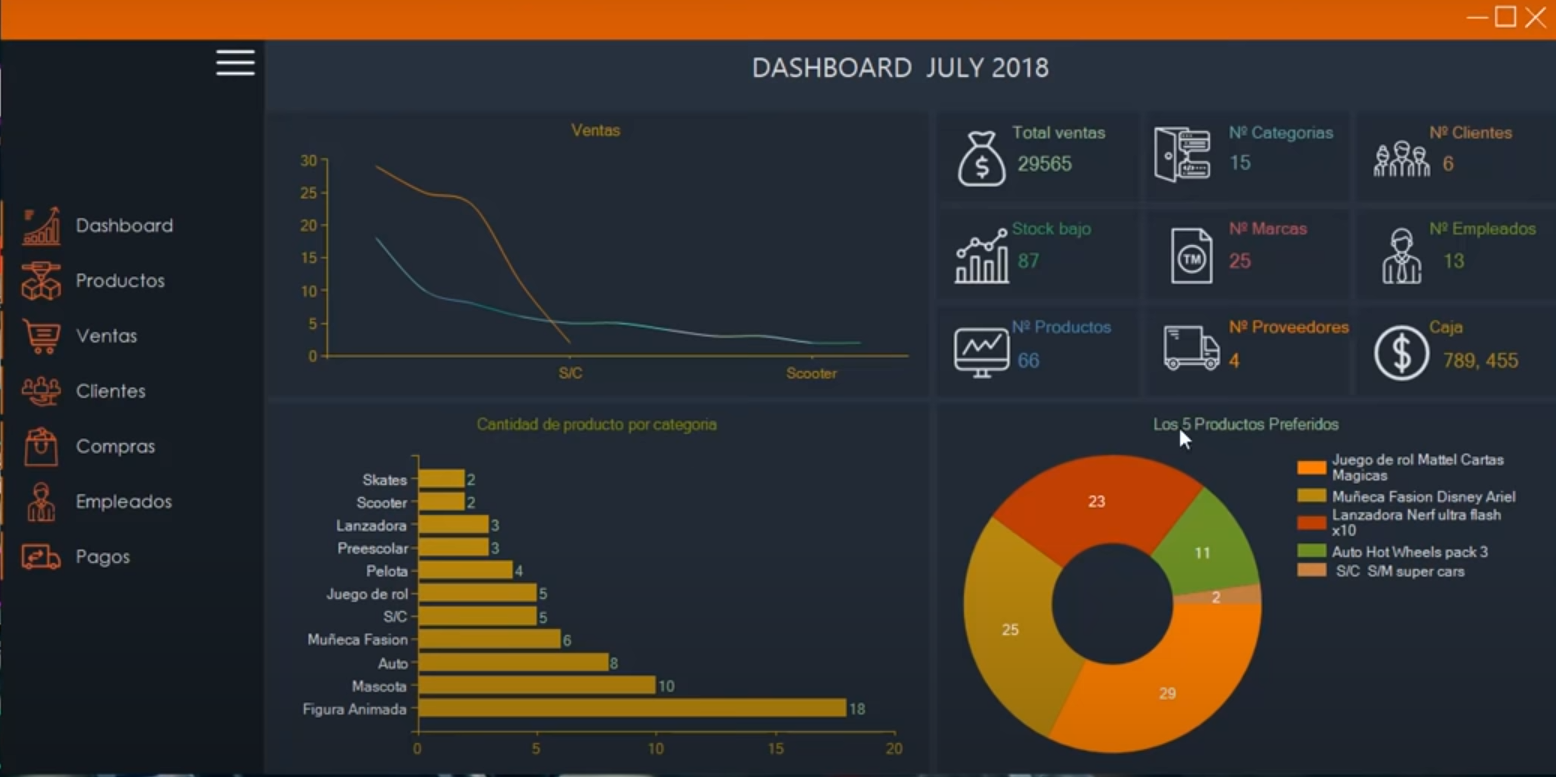 DASHBOARD JULY 2018
Dashboard
Productos
Ventas
Clientes
Compras
Empleados
Pagos
Ventas
30
25
20
15
10
5
0
S/C
Scooter
Total ventas
29565
Nº Categorias
15
Nº Clientes
6
Stock bajo
87
Nº Marcas
25
TM
Nº Empleados
13
Nº Productos
66
Nº Proveedores
4
Caja
789, 455
Cantidad de producto por categoria
Skates 2
Scooter 2
Lanzadora 3
Preescolar 3
Pelota 4
Juego de rol 5
S/C 5
Muñeca Fasion 6
Auto 8
Mascota 10
Figura Animada 18
0 5 10 15 20
Los 5 Productos Preferidos
23
11
2
25
29
Juego de rol Mattel Cartas
Magicas
Muñeca Fasion Disney Ariel
Lanzadora Nerf ultra flash
x10
Auto Hot Wheels pack 3
S/C S/M super cars